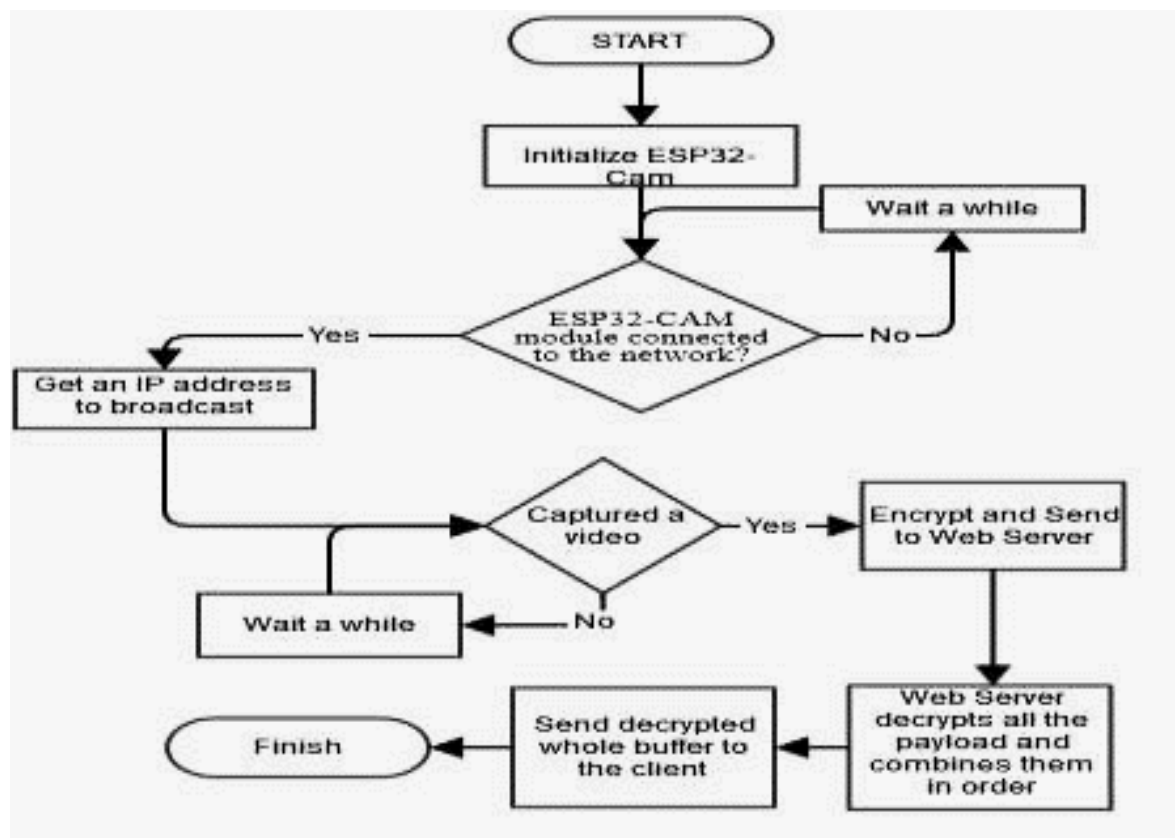 START
Initialize ESP32-
Cam
Wait a while
ESP32-CAM
module connected
to the network?
Yes
No
Get an IP address
to broadcast
Captured a
video
Yes
Encrypt and Send
to Web Server
No
Wait a while
Web Server
decrypts all the
payload and
combines them
in order
Send decrypted
whole buffer to
the client
Finish